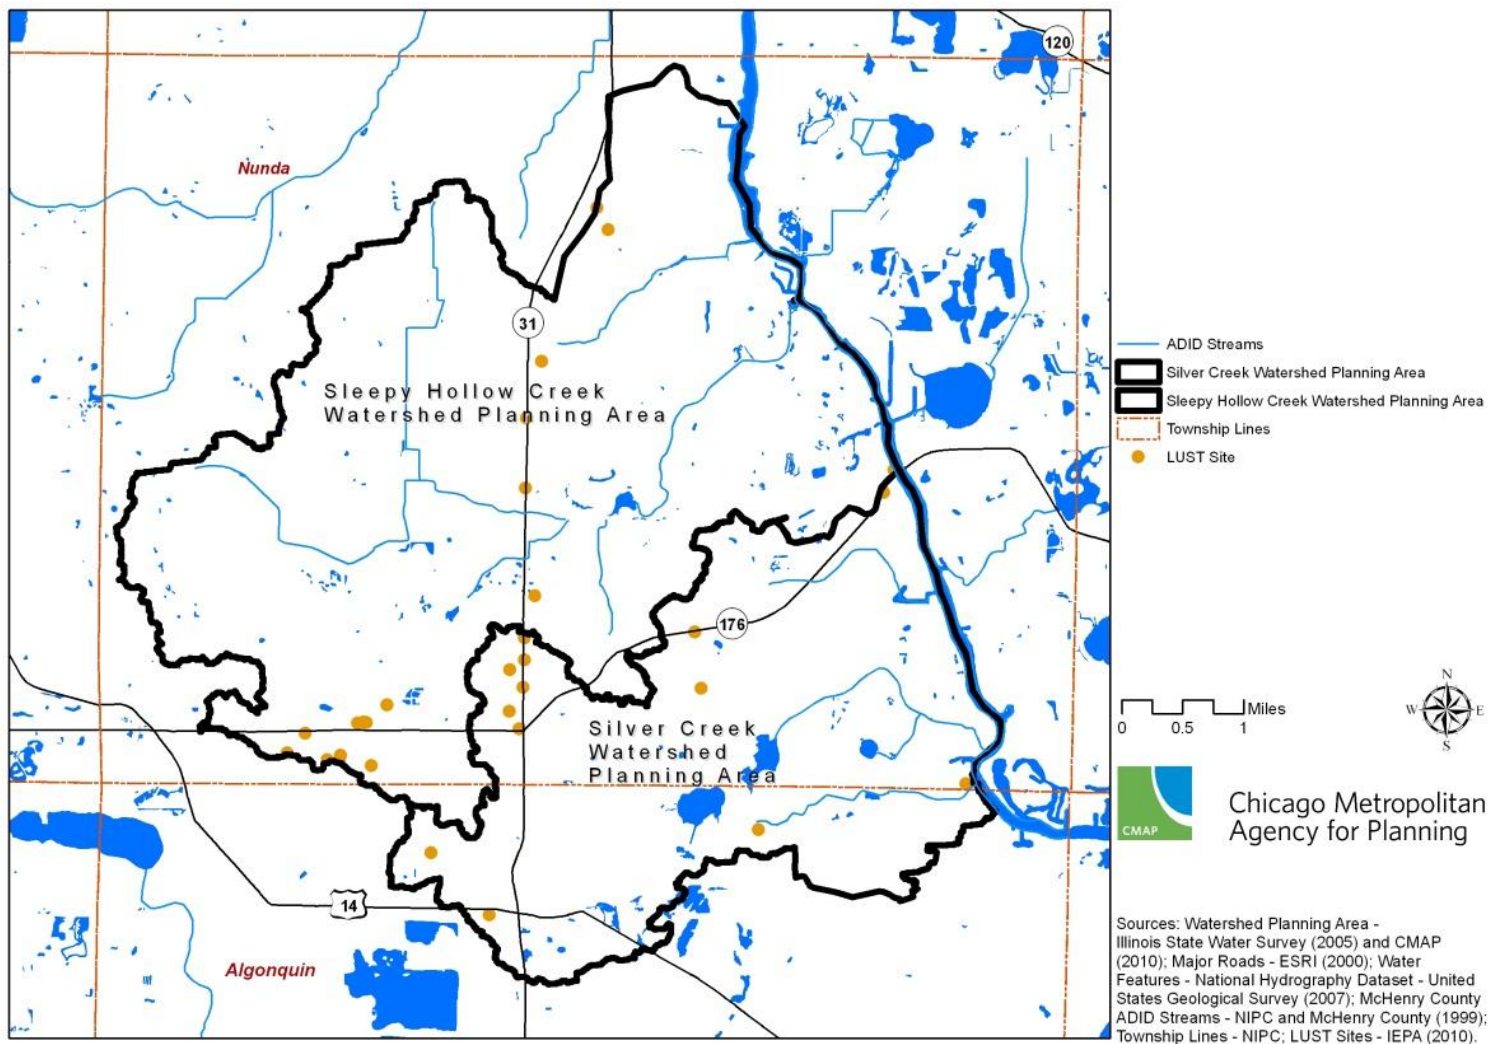 120
Nunda
31
Sleepy Hollow Creek
Watershed Planning Area
176
Silver Creek
Watershed
Planning Area
14
Algonquin
ADID Streams
Silver Creek Watershed Planning Area
Sleepy Hollow Creek Watershed Planning Area
Township Lines
LUST Site
0 0.5 1 Miles
N
W E
S
CMAP
Chicago Metropolitan
Agency for Planning
Sources: Watershed Planning Area -
Illinois State Water Survey (2005) and CMAP
(2010); Major Roads - ESRI (2000); Water
Features - National Hydrography Dataset - United
States Geological Survey (2007); McHenry County
ADID Streams - NIPC and McHenry County (1999);
Township Lines - NIPC; LUST Sites - IEPA (2010).